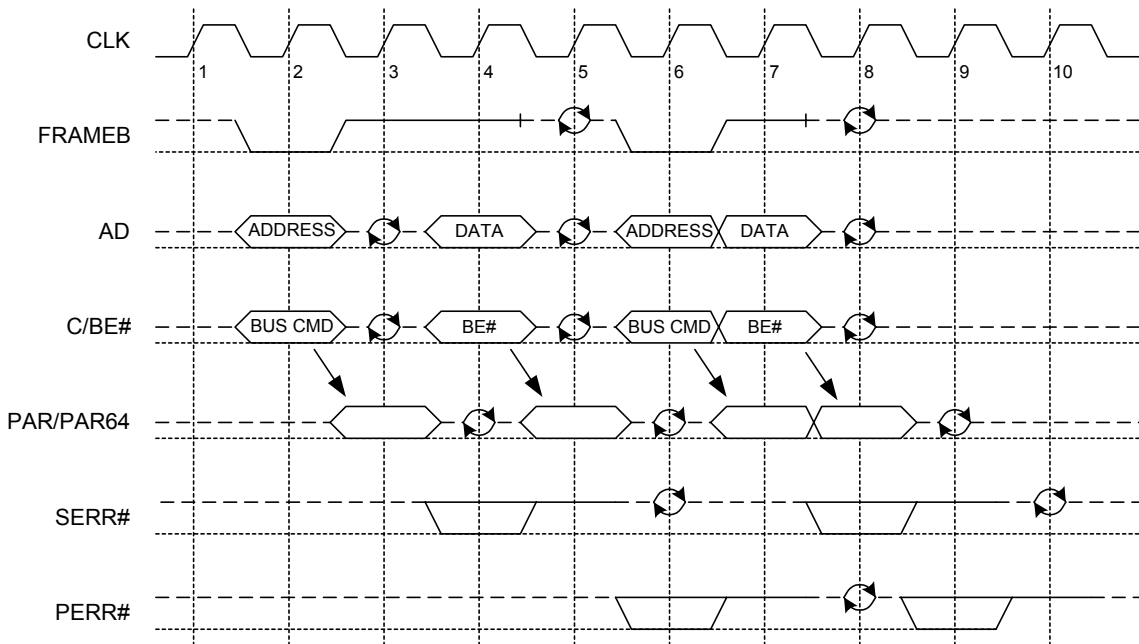 CLK
1 2 3 4 5 6 7 8 9 10
FRAMEB
AD ADDRESS DATA ADDRESS DATA
C/BE# BUS CMD BE# BUS CMD BE#
PAR/PAR64
SERR#
PERR#